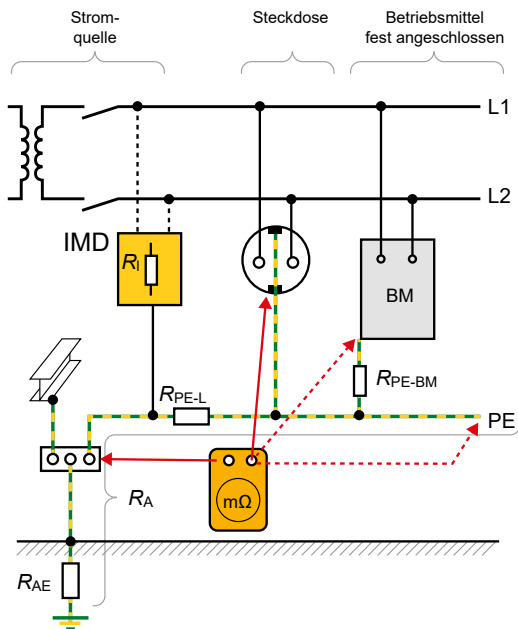 Strom-
quelle
Steckdose
Betriebsmittel
fest angeschlossen
L1
L2
IMD
RI
BM
RPE-BM
RPE-L
PE
RA
mΩ
RAE